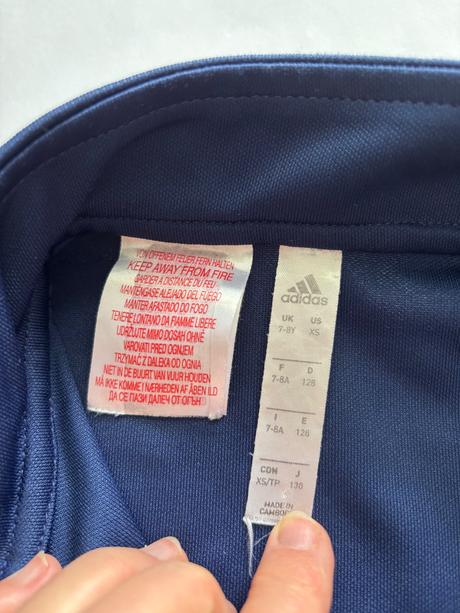 VON OFFENEM FEUER FERN HALTEN
KEEP AWAY FROM FIRE
GARDER A DISTANCE DU FEU
MANTENGASE ALEJADO DEL FUEGO
MANTER AFASTADO DO FOGO
TENERE LONTANO DA FIAMME LIBERE
UDRŽUJTE MIMO DOSAH OHNĚ
VAROVATI PRED OGNJEM
TRZYMAĆ Z DALEKA OD OGNIA
NIET IN DE BUURT VAN VUUR HOUDEN
MÅ IKKE KOMME I NÆRHEDEN AF ÅBEN ILD
ДА СЕ ПАЗИ ДАЛЕЧ ОТ ОГЪН
adidas
UK US
7-8Y XS
F D
7-8A 128
I E
7-8A 128
CDN J
XS/TP 130
MADE IN